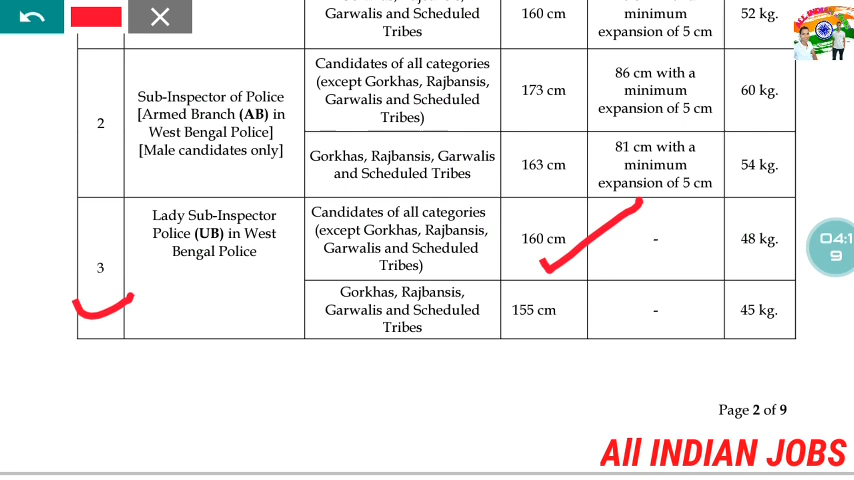 Garwalis and Scheduled
Tribes
160 cm
minimum
expansion of 5 cm
52 kg.
2
Sub-Inspector of Police
[Armed Branch (AB) in
West Bengal Police]
[Male candidates only]
Candidates of all categories
(except Gorkhas, Rajbansis,
Garwalis and Scheduled
Tribes)
173 cm
86 cm with a
minimum
expansion of 5 cm
60 kg.
Gorkhas, Rajbansis, Garwalis
and Scheduled Tribes
163 cm
81 cm with a
minimum
expansion of 5 cm
54 kg.
3
Lady Sub-Inspector
Police (UB) in West
Bengal Police
Candidates of all categories
(except Gorkhas, Rajbansis,
Garwalis and Scheduled
Tribes)
160 cm
-
48 kg.
Gorkhas, Rajbansis,
Garwalis and Scheduled
Tribes
155 cm
-
45 kg.
04:1
9
Page 2 of 9
All INDIAN JOBS